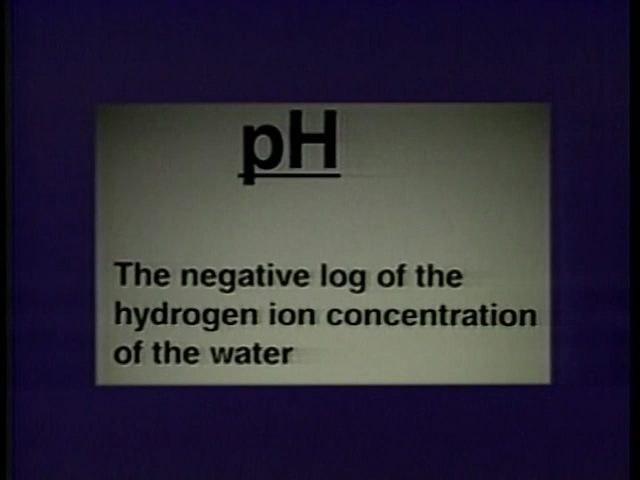 pH
The negative log of the
hydrogen ion concentration
of the water